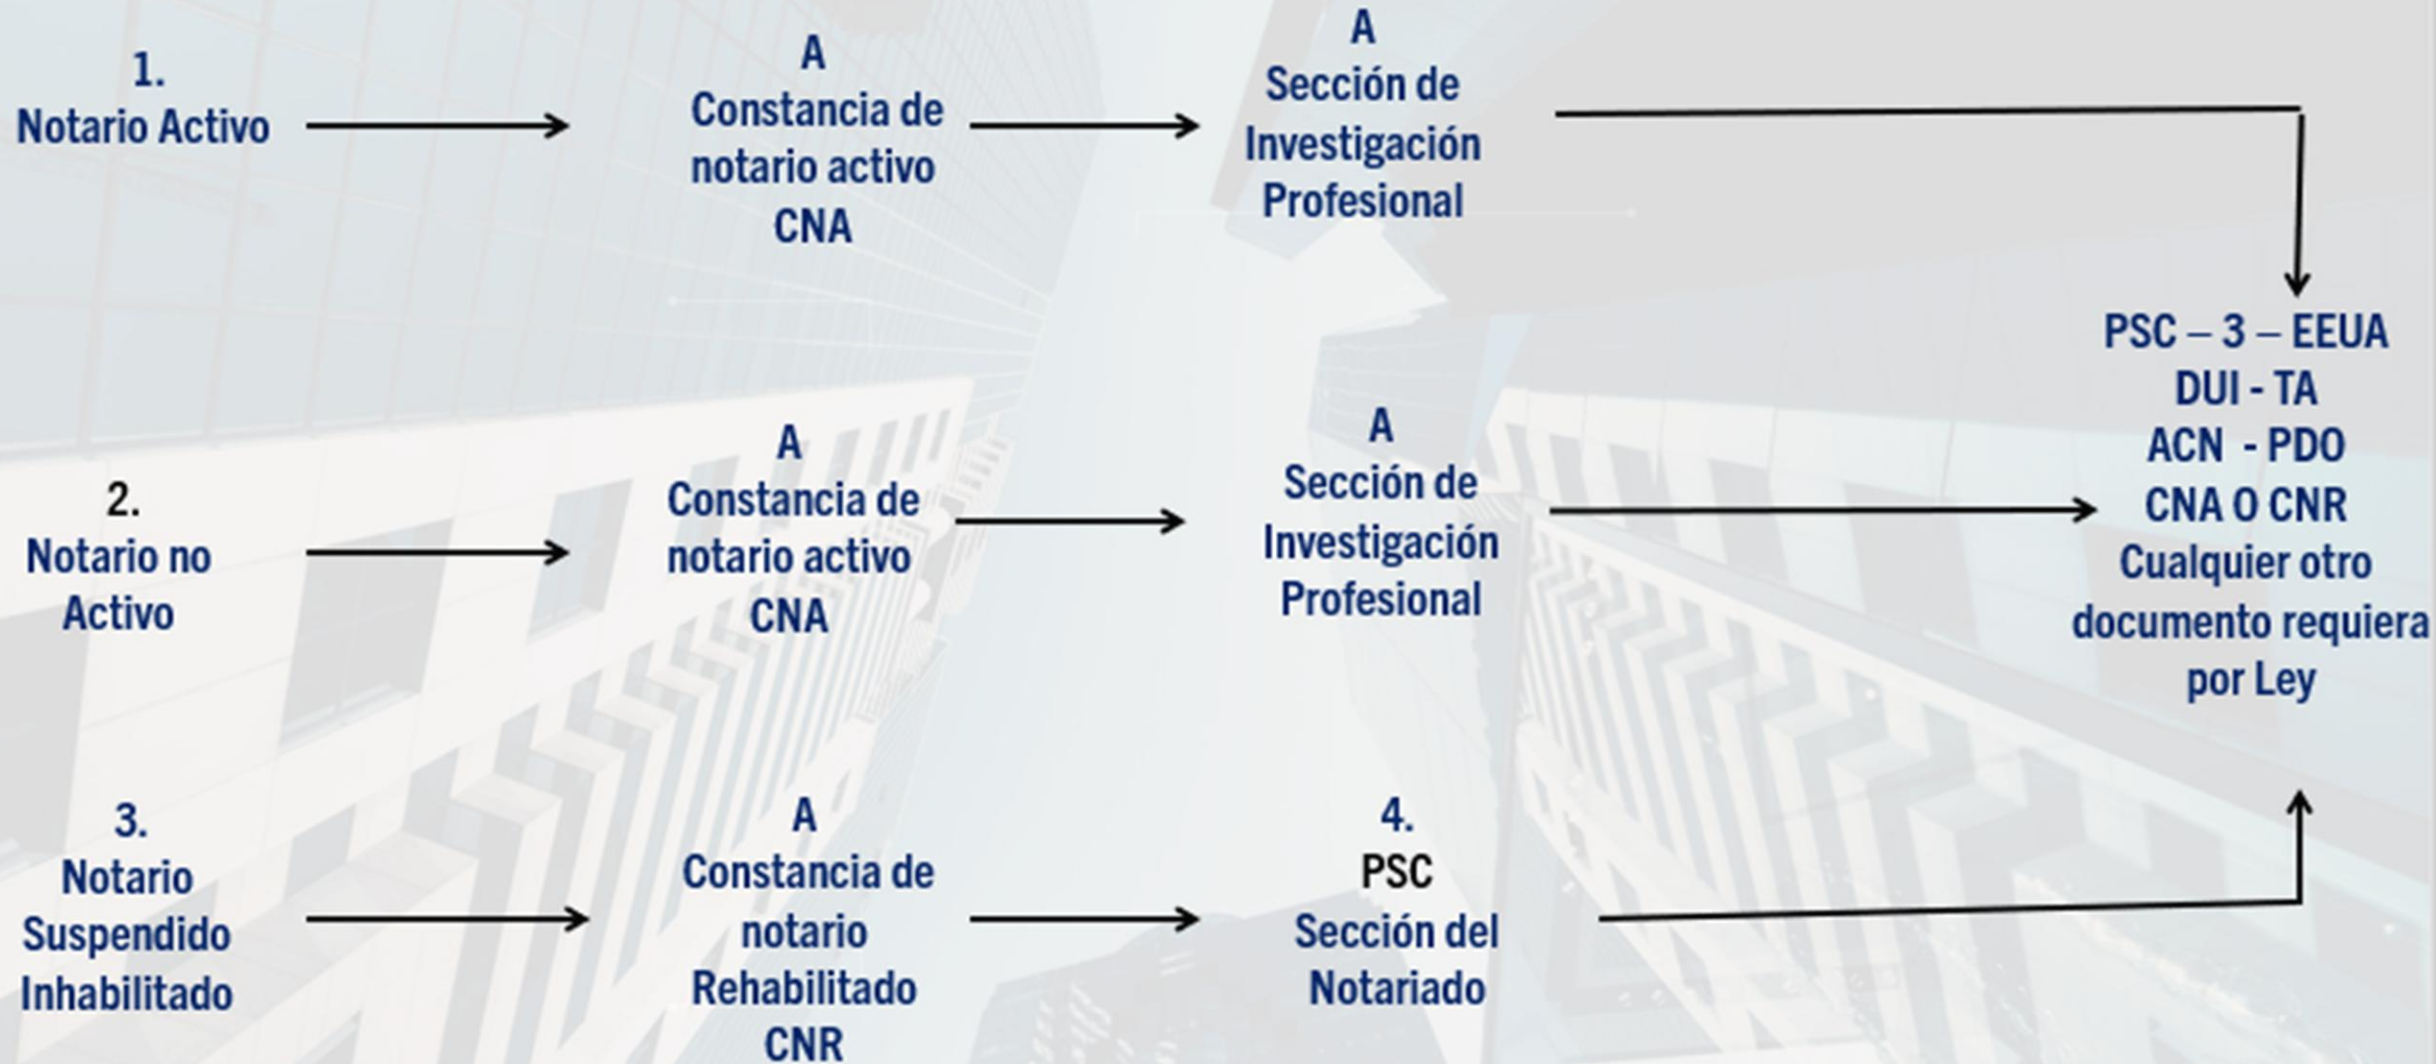 1.
Notario Activo
A
Constancia de
notario activo
CNA
A
Sección de
Investigación
Profesional
2.
Notario no
Activo
A
Constancia de
notario activo
CNA
A
Sección de
Investigación
Profesional
PSC – 3 – EEUA
DUI - TA
ACN  - PDO
CNA O CNR
Cualquier otro
documento requiera
por Ley
3.
Notario
Suspendido
Inhabilitado
A
Constancia de
notario
Rehabilitado
CNR
4.
PSC
Sección del
Notariado